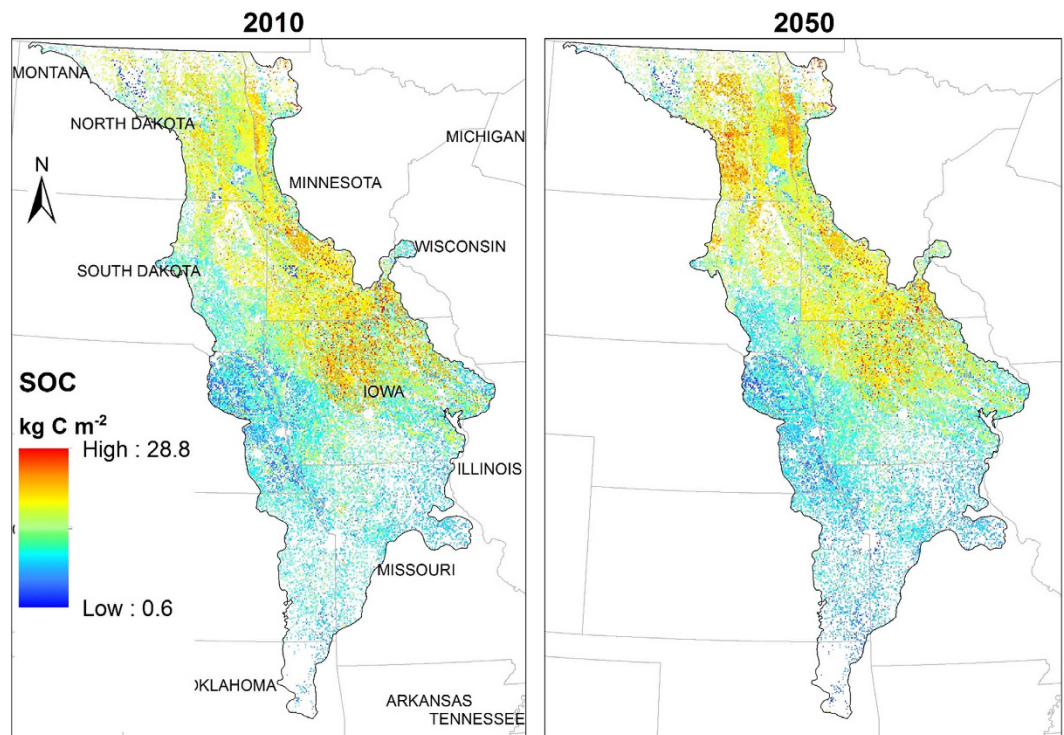 2010
2050
MONTANA
NORTH DAKOTA
MICHIGAN
N
MINNESOTA
WISCONSIN
SOUTH DAKOTA
SOC
kg C m⁻²
IOWA
High : 28.8
ILLINOIS
MISSOURI
Low : 0.6
OKLAHOMA
ARKANSAS
TENNESSEE